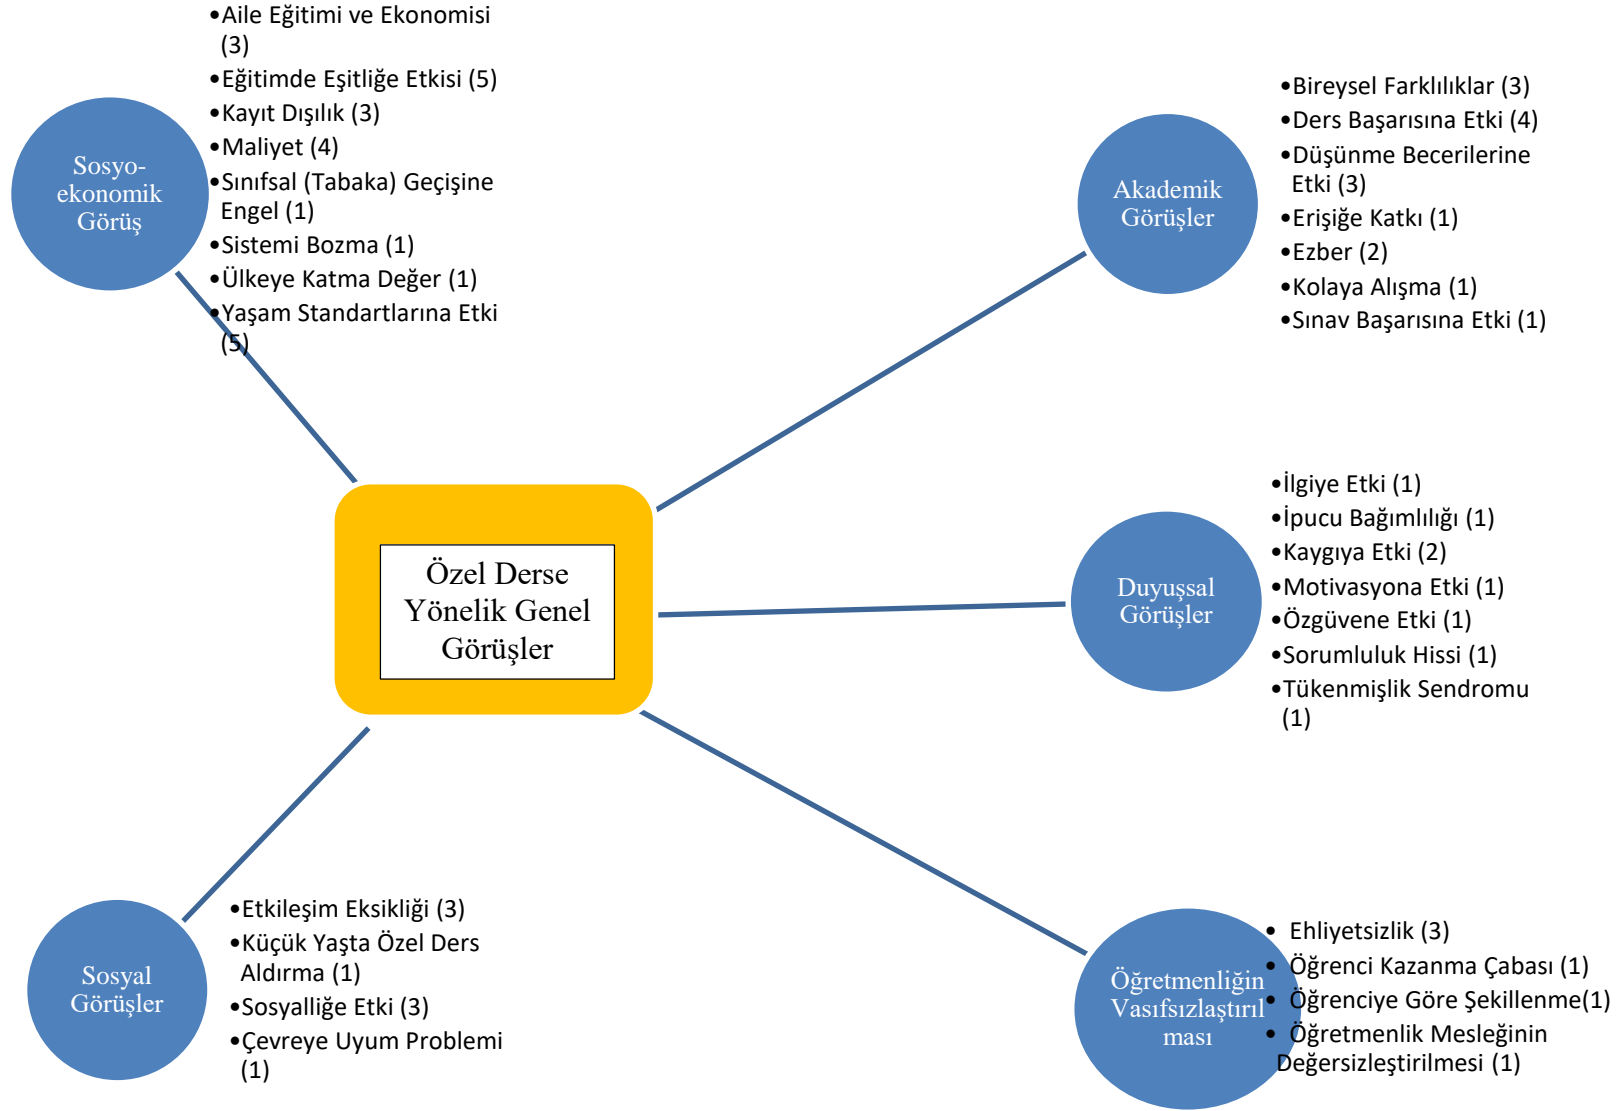 •Aile Eğitimi ve Ekonomisi
(3)
•Eğitimde Eşitliğe Etkisi (5)
•Kayıt Dışılık (3)
•Maliyet (4)
•Sınıfsal (Tabaka) Geçişine
Engel (1)
•Sistemi Bozma (1)
•Ülkeye Katma Değer (1)
•Yaşam Standartlarına Etki
(5)
Sosyo-
ekonomik
Görüş
•Bireysel Farklılıklar (3)
•Ders Başarısına Etki (4)
•Düşünme Becerilerine
Etki (3)
•Erişiğe Katkı (1)
•Ezber (2)
•Kolaya Alışma (1)
•Sınav Başarısına Etki (1)
Akademik
Görüşler
Özel Derse
Yönelik Genel
Görüşler
•İlgiye Etki (1)
•İpucu Bağımlılığı (1)
•Kaygıya Etki (2)
•Motivasyona Etki (1)
•Özgüvene Etki (1)
•Sorumluluk Hissi (1)
•Tükenmişlik Sendromu
(1)
Duyuşsal
Görüşler
Sosyal
Görüşler
•Etkileşim Eksikliği (3)
•Küçük Yaşta Özel Ders
Aldırma (1)
•Sosyalliğe Etki (3)
•Çevreye Uyum Problemi
(1)
Öğretmenliğin
Vasıfsızlaştırıl
ması
• Ehliyetsizlik (3)
• Öğrenci Kazanma Çabası (1)
• Öğrenciye Göre Şekillenme(1)
• Öğretmenlik Mesleğinin
Değersizleştirilmesi (1)